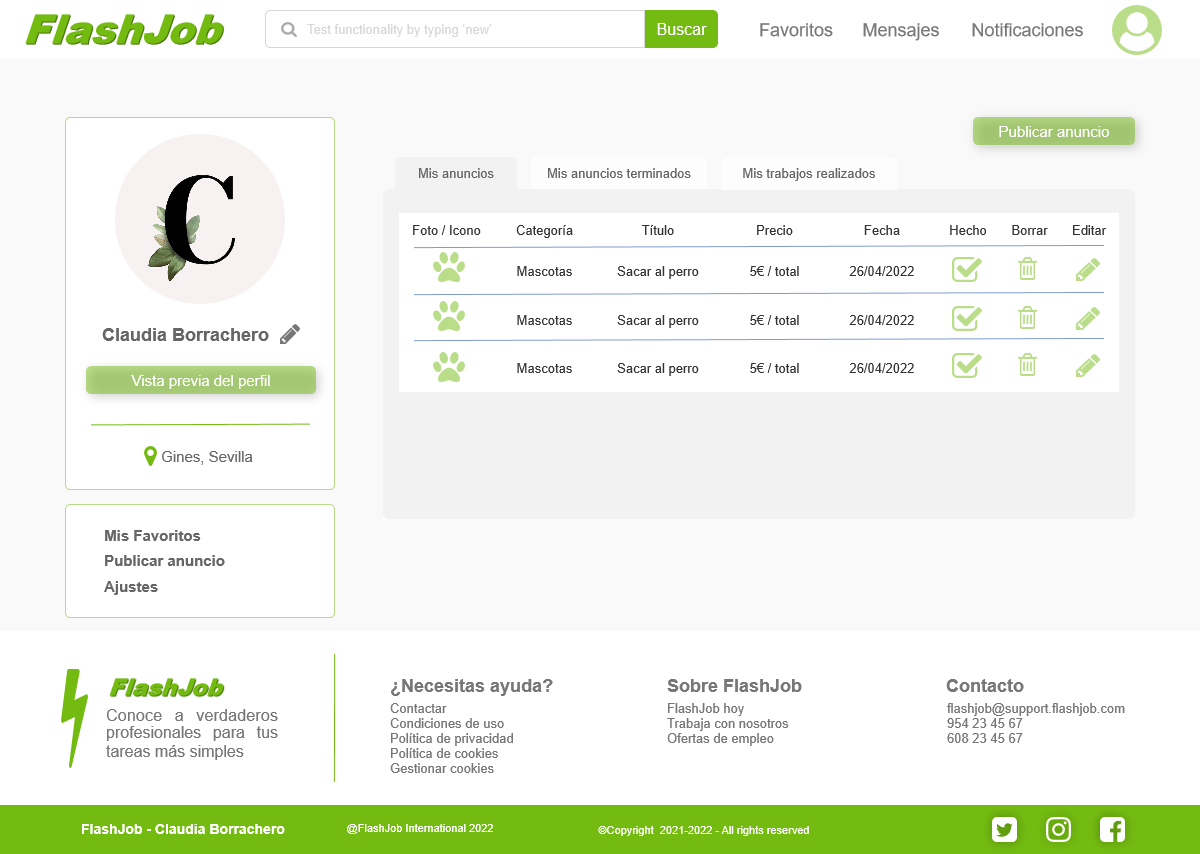 FlashJob
Test functionality by typing 'new'
Buscar
Favoritos
Mensajes
Notificaciones
C
Claudia Borrachero
Vista previa del perfil
Gines, Sevilla
Mis Favoritos
Publicar anuncio
Ajustes
Publicar anuncio
Mis anuncios
Mis anuncios terminados
Mis trabajos realizados
Foto / Icono Categoría Título Precio Fecha Hecho Borrar Editar
Mascotas Sacar al perro 5€ / total 26/04/2022
Mascotas Sacar al perro 5€ / total 26/04/2022
Mascotas Sacar al perro 5€ / total 26/04/2022
FlashJob
Conoce a verdaderos
profesionales para tus
tareas más simples
¿Necesitas ayuda?
Contactar
Condiciones de uso
Política de privacidad
Política de cookies
Gestionar cookies
Sobre FlashJob
FlashJob hoy
Trabaja con nosotros
Ofertas de empleo
Contacto
flashjob@support.flashjob.com
954 23 45 67
608 23 45 67
FlashJob - Claudia Borrachero
@FlashJob International 2022
©Copyright 2021-2022 - All rights reserved